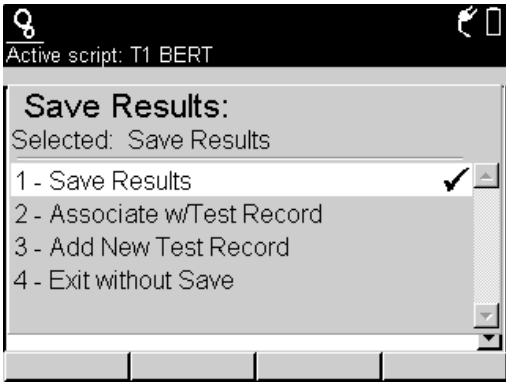 Active script: T1 BERT
Save Results:
Selected: Save Results
1 - Save Results
2 - Associate w/Test Record
3 - Add New Test Record
4 - Exit without Save